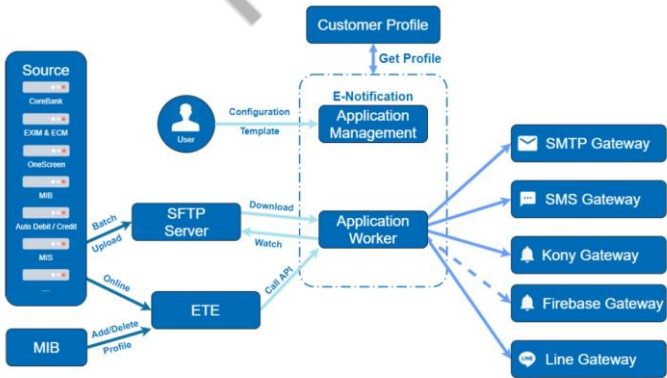 Customer Profile
Get Profile
Source
CoreBank
EXIM & ECM
OneScreen
MIB
Auto Debit / Credit
MIS
....
User
Configuration
Template
E-Notification
Application
Management
Batch
Upload
SFTP
Server
Download
Watch
Application
Worker
Online
ETE
Call API
MIB
Add/Delete
Profile
SMTP Gateway
SMS Gateway
Kony Gateway
Firebase Gateway
LINE
Line Gateway